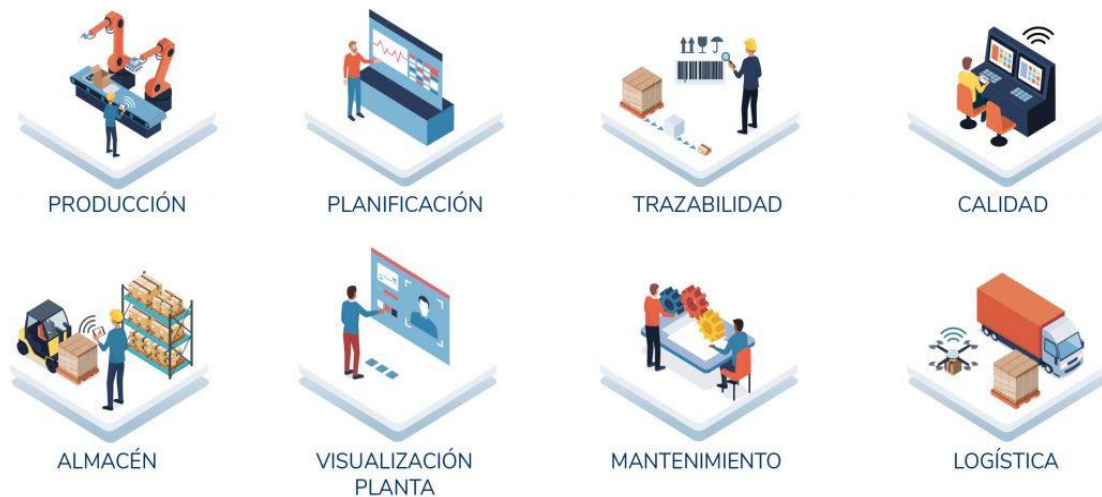 PRODUCCIÓN
PLANIFICACIÓN
TRAZABILIDAD
CALIDAD
ALMACÉN
VISUALIZACIÓN
PLANTA
MANTENIMIENTO
LOGÍSTICA